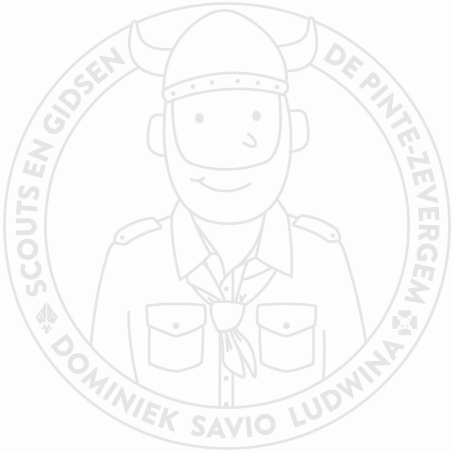 SCOUTS EN GIDSEN
DE PINTE-ZEVERGEM
DOMINIEK SAVIO LUDWINA